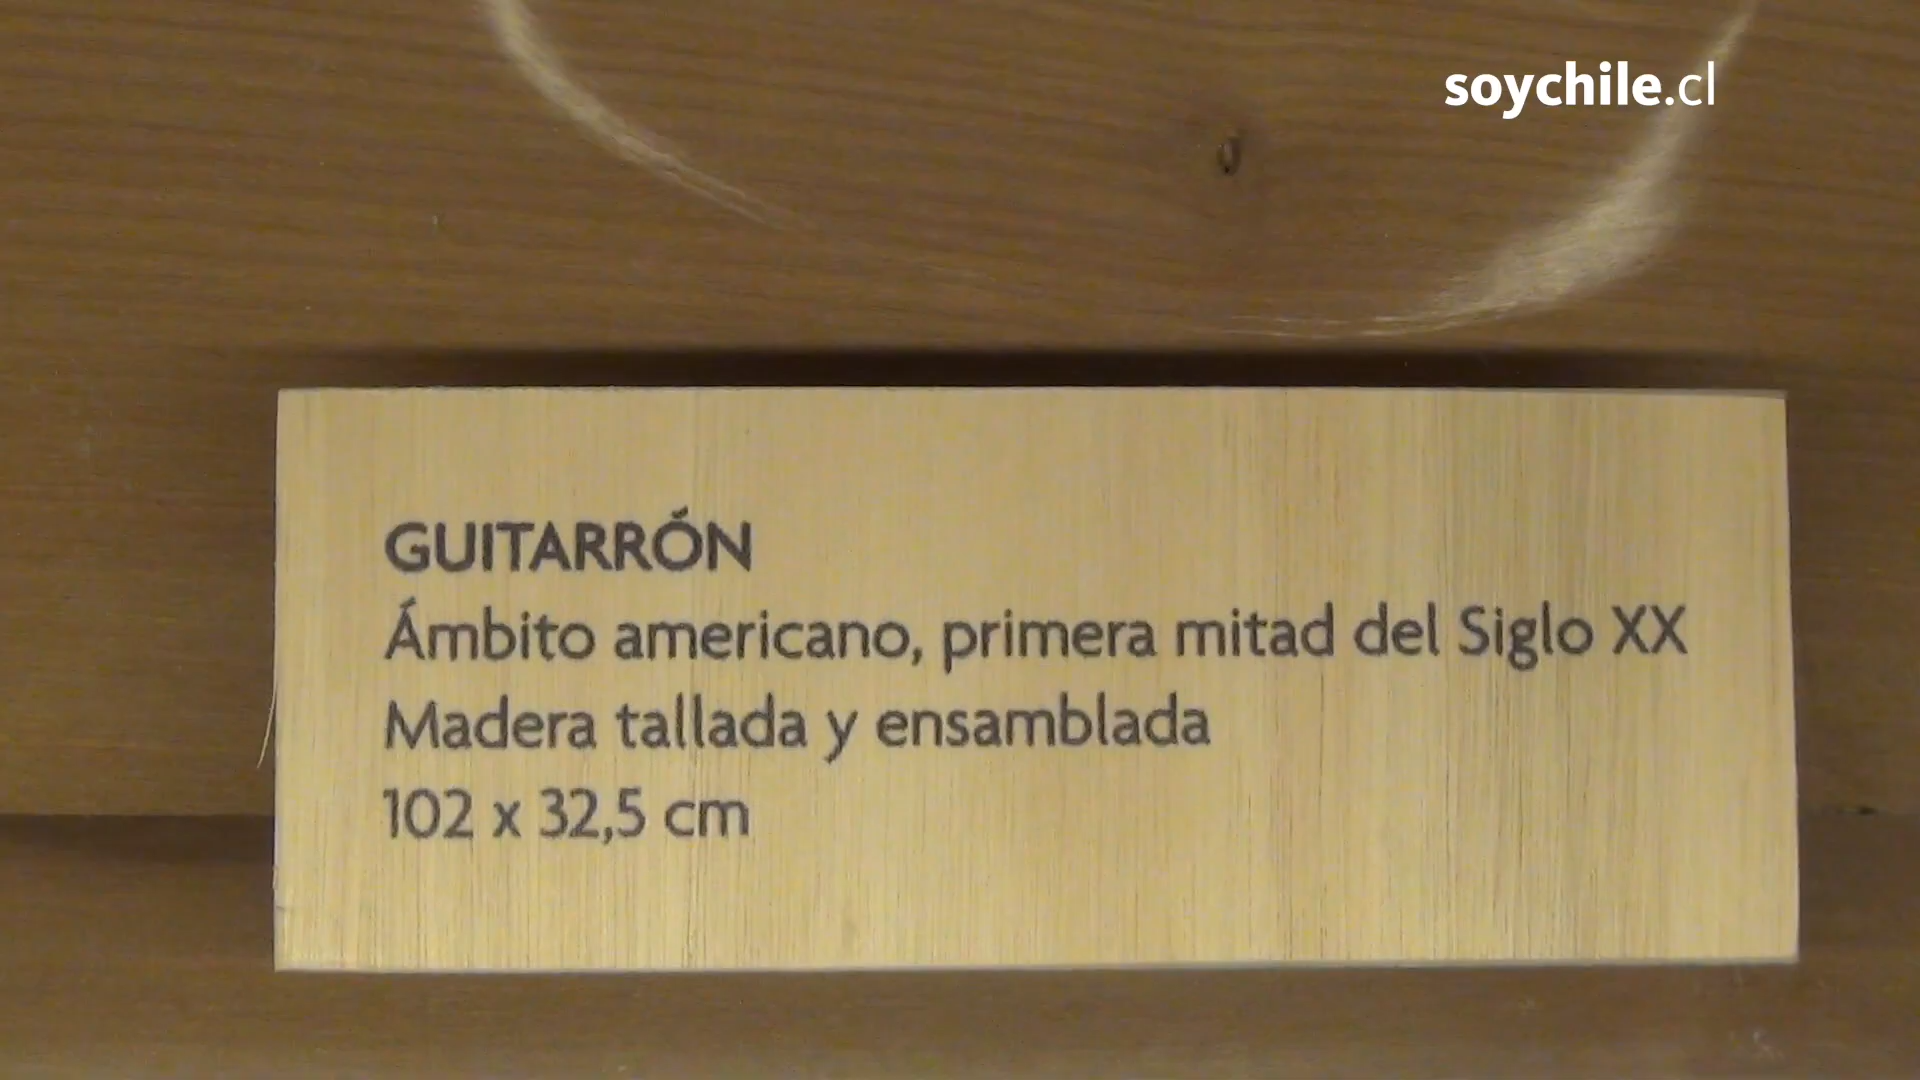 soychile.cl
GUITARRÓN
Ámbito americano, primera mitad del Siglo XX
Madera tallada y ensamblada
102 x 32,5 cm